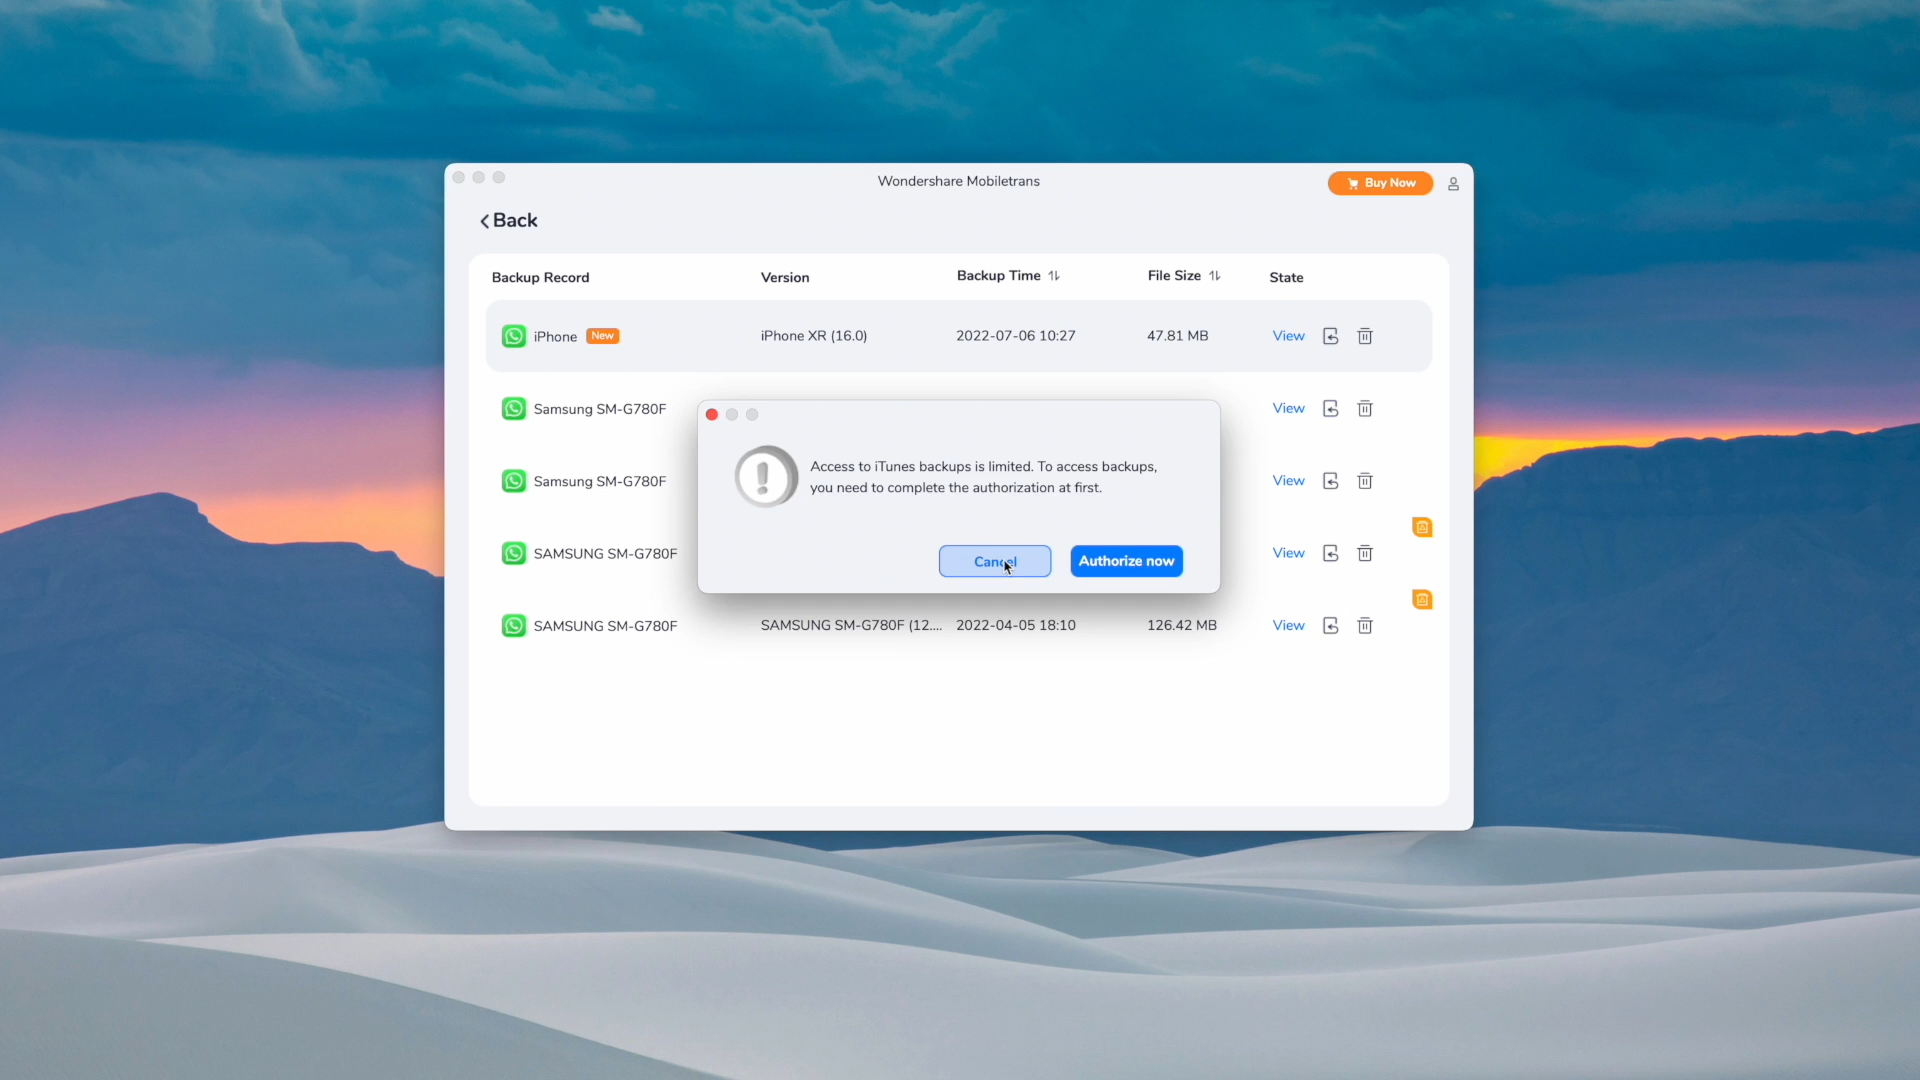 Wondershare Mobiletrans
Buy Now
Back
Backup Record Version Backup Time File Size State
iPhone New iPhone XR (16.0) 2022-07-06 10:27 47.81 MB View
Samsung SM-G780F View
Access to iTunes backups is limited. To access backups,
you need to complete the authorization at first.
Samsung SM-G780F View
SAMSUNG SM-G780F View
Cancel Authorize now
SAMSUNG SM-G780F SAMSUNG SM-G780F (12.... 2022-04-05 18:10 126.42 MB View